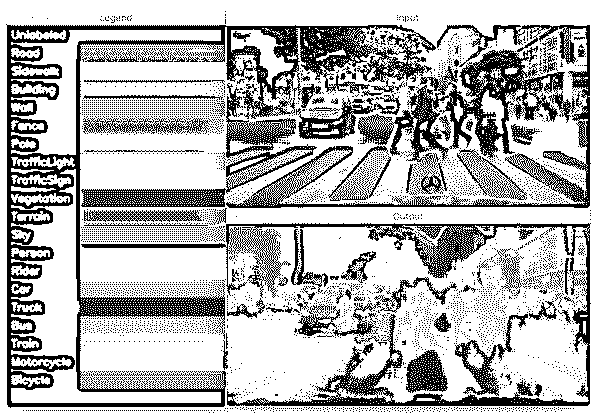 Legend
Input
Unlabeled
Road
Sidewalk
Building
Wall
Fence
Pole
TrafficLight
TrafficSign
Vegetation
Terrain
Sky
Person
Rider
Car
Truck
Bus
Train
Motorcycle
Bicycle
Output